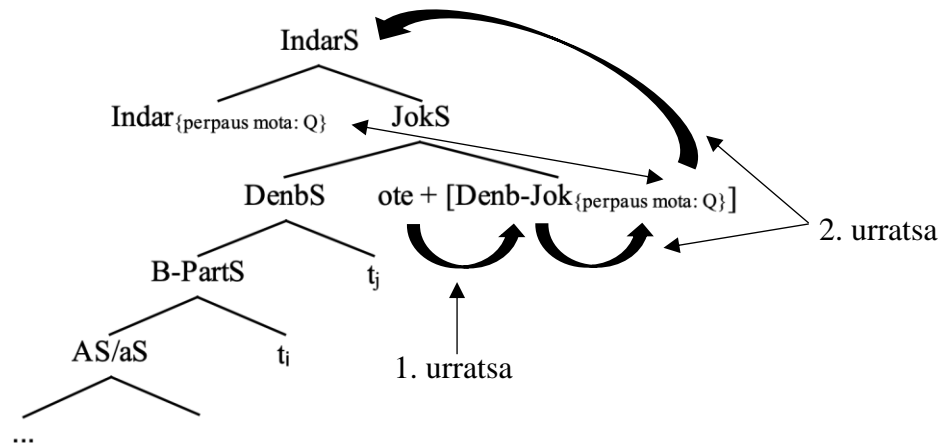 IndarS
Indar{perpaus mota: Q} JokS
DenbS ote + [Denb-Jok{perpaus mota: Q}]
2. urratsa
B-PartS tj
AS/aS ti
1. urratsa
...